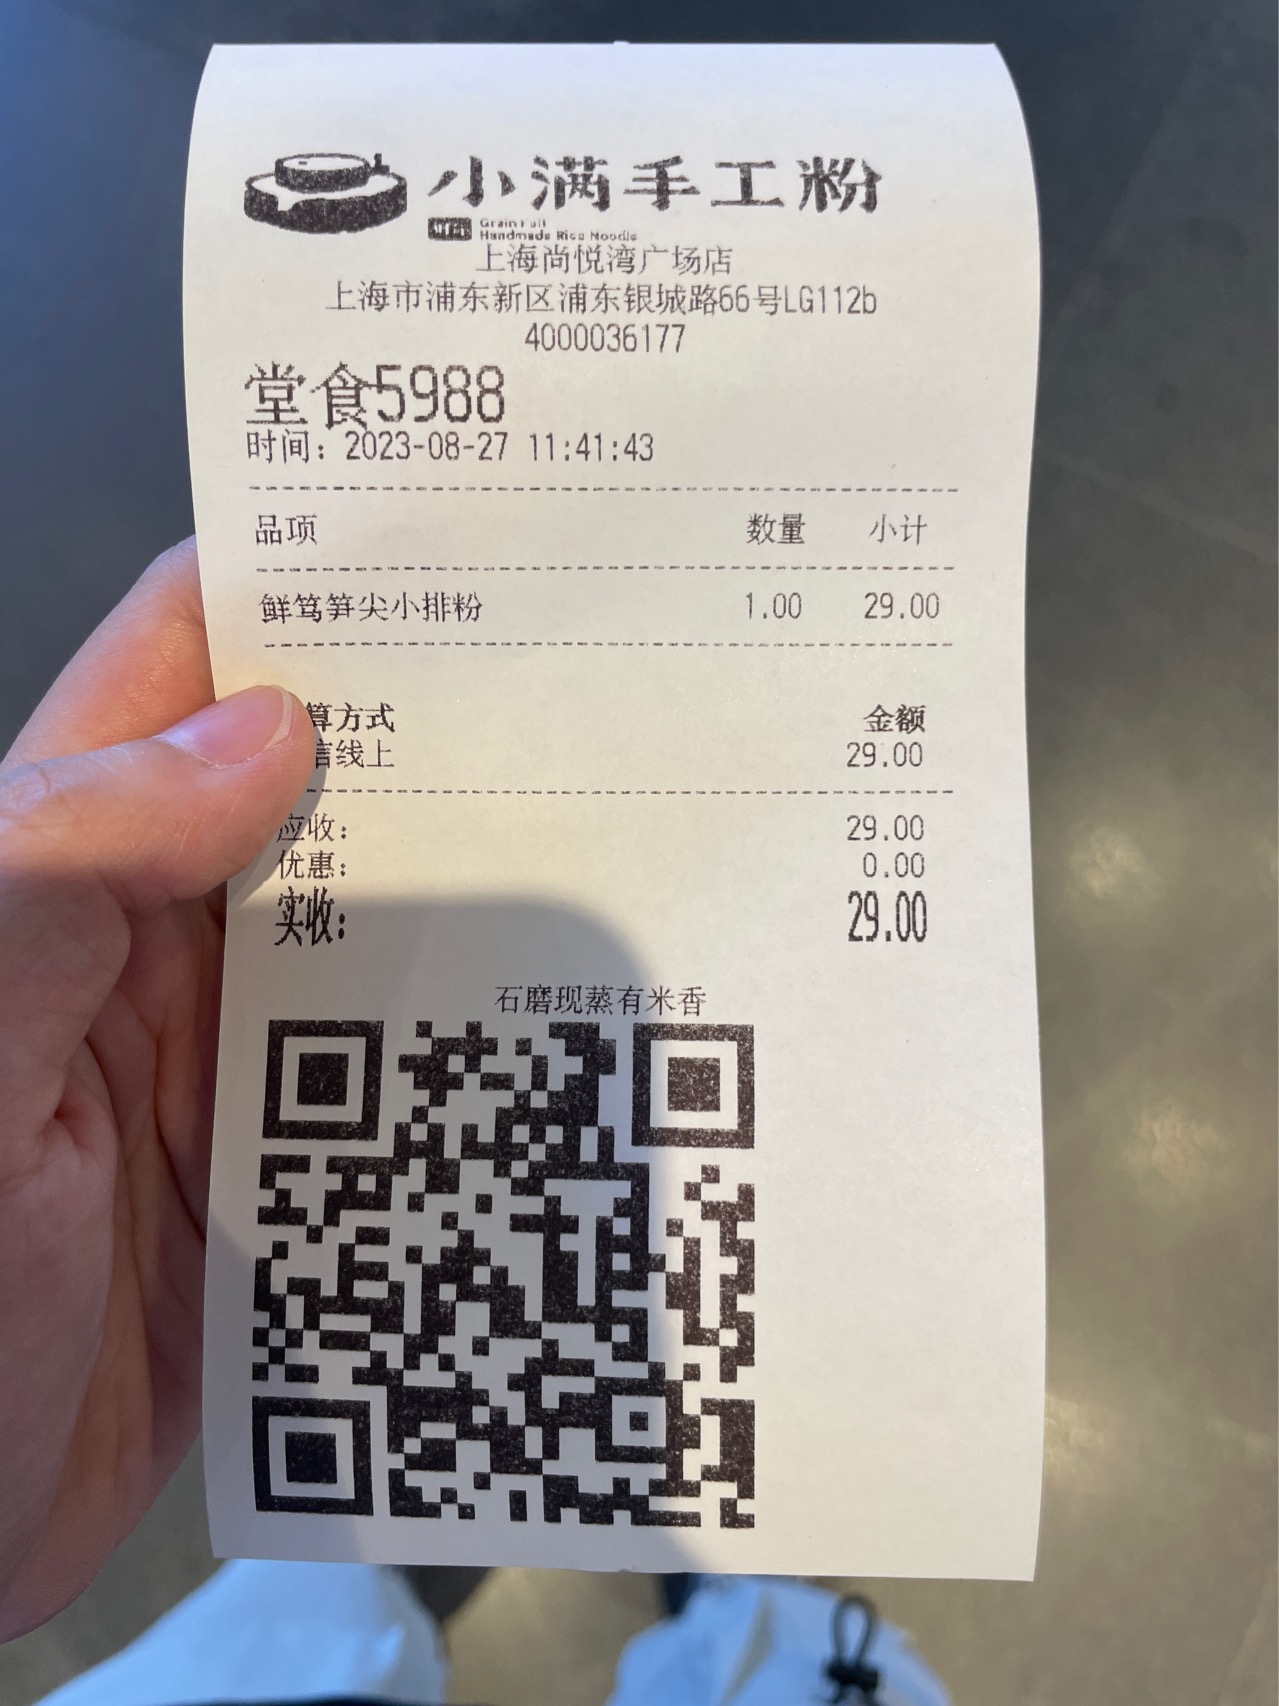 小满手工粉
Grain Full
Handmade Rice Noodle
上海尚悦湾广场店
上海市浦东新区浦东银城路66号LG112b
4000036177
堂食5988
时间：2023-08-27 11:41:43
品项 数量 小计
鲜笃笋尖小排粉 1.00 29.00
算方式 金额
信线上 29.00
应收： 29.00
优惠： 0.00
实收： 29.00
石磨现蒸有米香